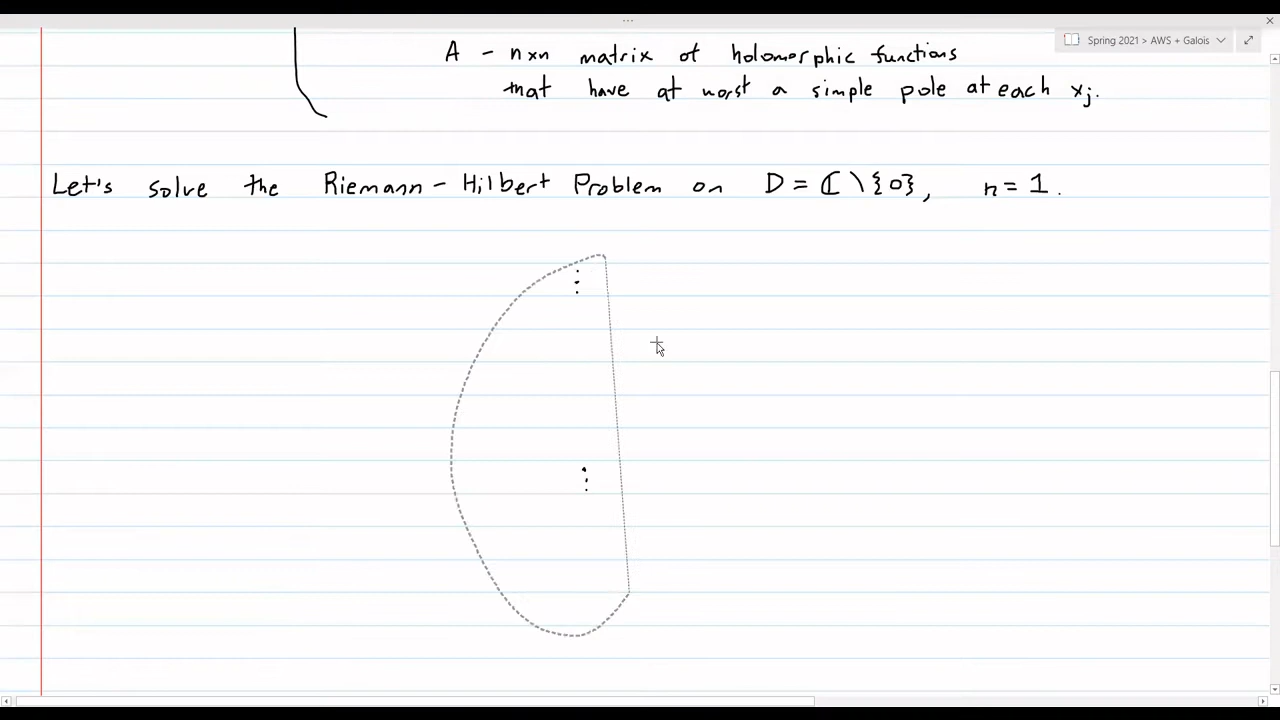 Spring 2021 > AWS + Galois
A - n×n matrix of holomorphic functions
that have at worst a simple pole at each xj.
Let's solve the Riemann - Hilbert Problem on D = ℂ \ {0}, n = 1.